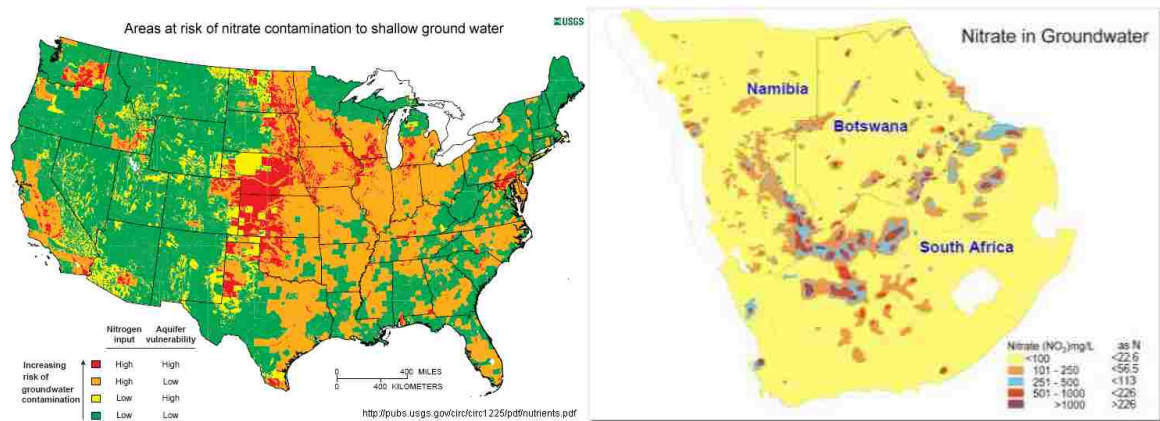 USGS
Areas at risk of nitrate contamination to shallow ground water
Nitrogen input
Aquifer vulnerability
Increasing risk of groundwater contamination
High High
High Low
Low High
Low Low
0 400 MILES
0 400 KILOMETERS
http://pubs.usgs.gov/circ/circ1225/pdf/nutrients.pdf
Nitrate in Groundwater
Namibia
Botswana
South Africa
Nitrate (NO3)mg/L as N
<100 <22.6
101 - 250 <56.5
251 - 500 <113
501 - 1000 <226
>1000 >226